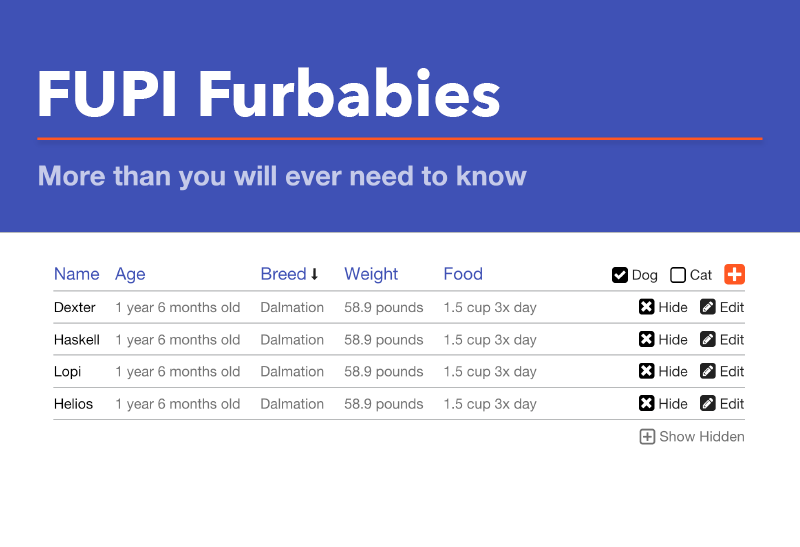 FUPI Furbabies
More than you will ever need to know
Name Age Breed Weight Food Dog Cat
Dexter 1 year 6 months old Dalmation 58.9 pounds 1.5 cup 3x day Hide Edit
Haskell 1 year 6 months old Dalmation 58.9 pounds 1.5 cup 3x day Hide Edit
Lopi 1 year 6 months old Dalmation 58.9 pounds 1.5 cup 3x day Hide Edit
Helios 1 year 6 months old Dalmation 58.9 pounds 1.5 cup 3x day Hide Edit
Show Hidden